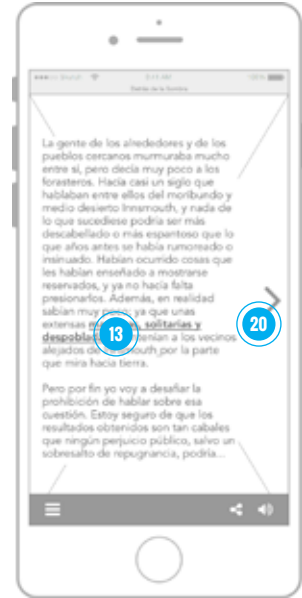 9:41 AM
Detrás de la Sombra
La gente de los alrededores y de los
pueblos cercanos murmuraba mucho
entre sí, pero decía muy poco a los
forasteros. Hacía casi un siglo que
hablaban entre ellos del moribundo y
medio desierto Innsmouth, y nada de
lo que sucediese podría ser más
descabellado o más espantoso que lo
que años antes se había rumoreado o
insinuado. Habían ocurrido cosas que
les habían enseñado a mostrarse
reservados, y ya no hacía falta
presionarlos. Además, en realidad
sabían muy ya que unas
extensas solitarias y
13
20
a los vecinos
alejados de por la parte
que mira hacia tierra.
Pero por fin yo voy a desafiar la
prohibición de hablar sobre esa
cuestión. Estoy seguro de que los
resultados obtenidos son tan cabales
que ningún perjuicio público, salvo un
sobresalto de repugnancia, podría...